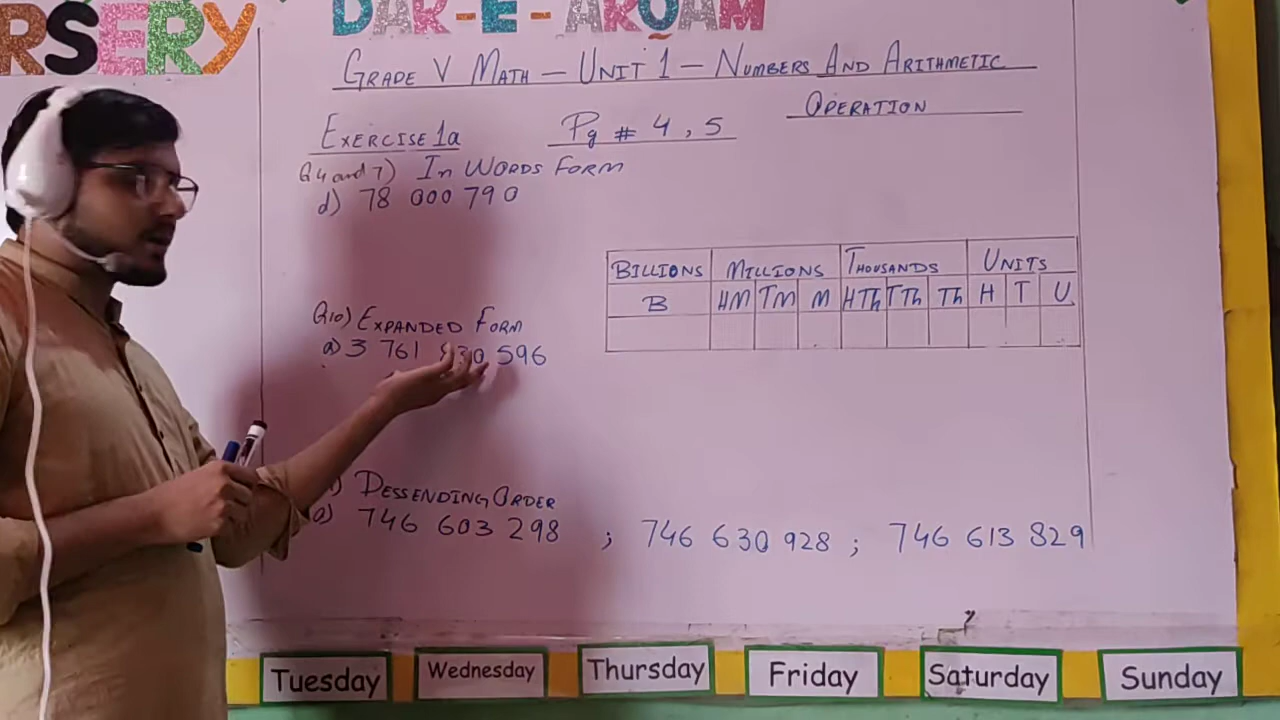 RSERY DAR-E-ARQAM
GRADE V MATH - UNIT 1 - NUMBERS AND ARITHMETIC
OPERATION
EXERCISE 1a Pg # 4, 5
Q4 and 7) IN WORDS FORM
d) 78 000 790
BILLIONS MILLIONS THOUSANDS UNITS
B HM TM M HTh TTh Th H T U
Q10) EXPANDED FORM
a) 3 761 830 596
) DESSENDING ORDER
a) 746 603 298 ; 746 630 928 ; 746 613 829
Tuesday Wednesday Thursday Friday Saturday Sunday